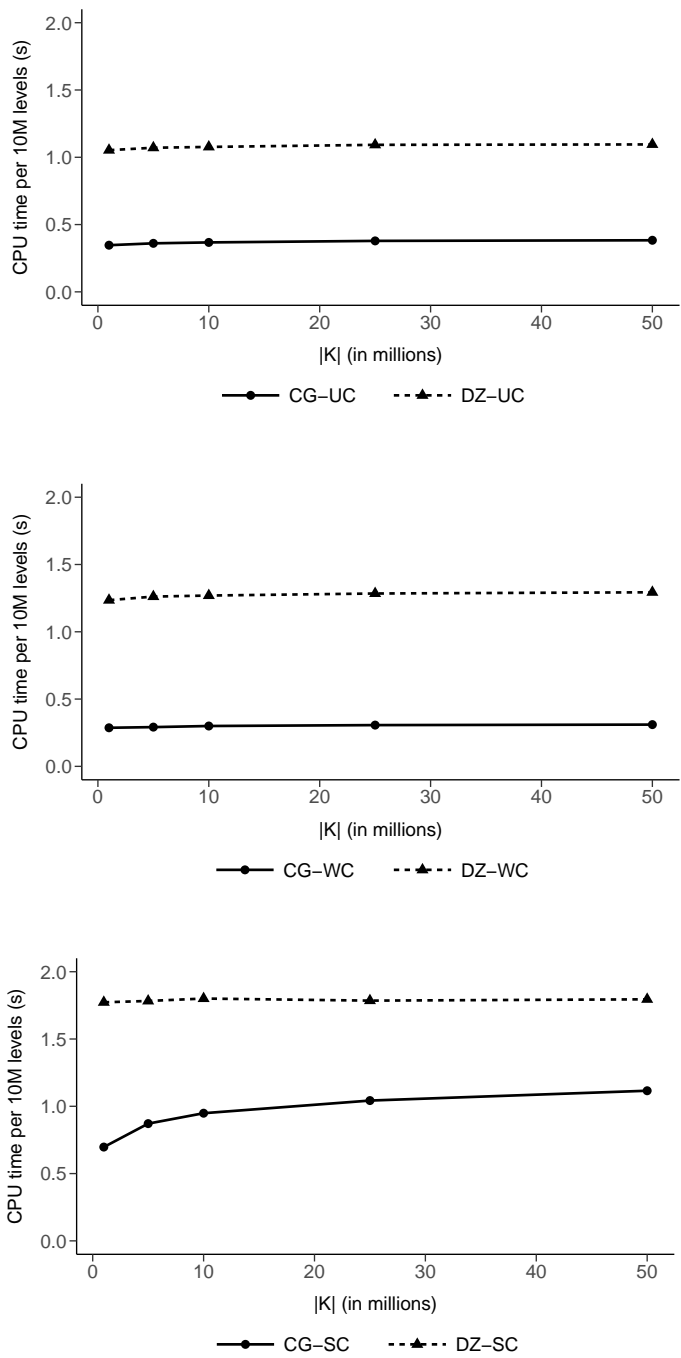 2.0
1.5
1.0
0.5
0.0
CPU time per 10M levels (s)
0 10 20 30 40 50
|K| (in millions)
CG–UC DZ–UC
2.0
1.5
1.0
0.5
0.0
CPU time per 10M levels (s)
0 10 20 30 40 50
|K| (in millions)
CG–WC DZ–WC
2.0
1.5
1.0
0.5
0.0
CPU time per 10M levels (s)
0 10 20 30 40 50
|K| (in millions)
CG–SC DZ–SC